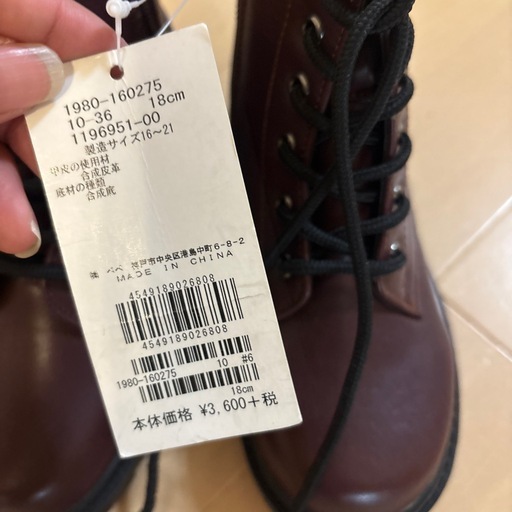 1980-160275
10-36 18cm
1196951-00
製造サイズ16～21
甲皮の使用材
合成皮革
底材の種類
合成底
㈱ べべ 神戸市中央区港島中町6-8-2
MADE IN CHINA
4549189026808
4549189026808
1980-160275 10 #6
18cm
本体価格 ¥3,600+税